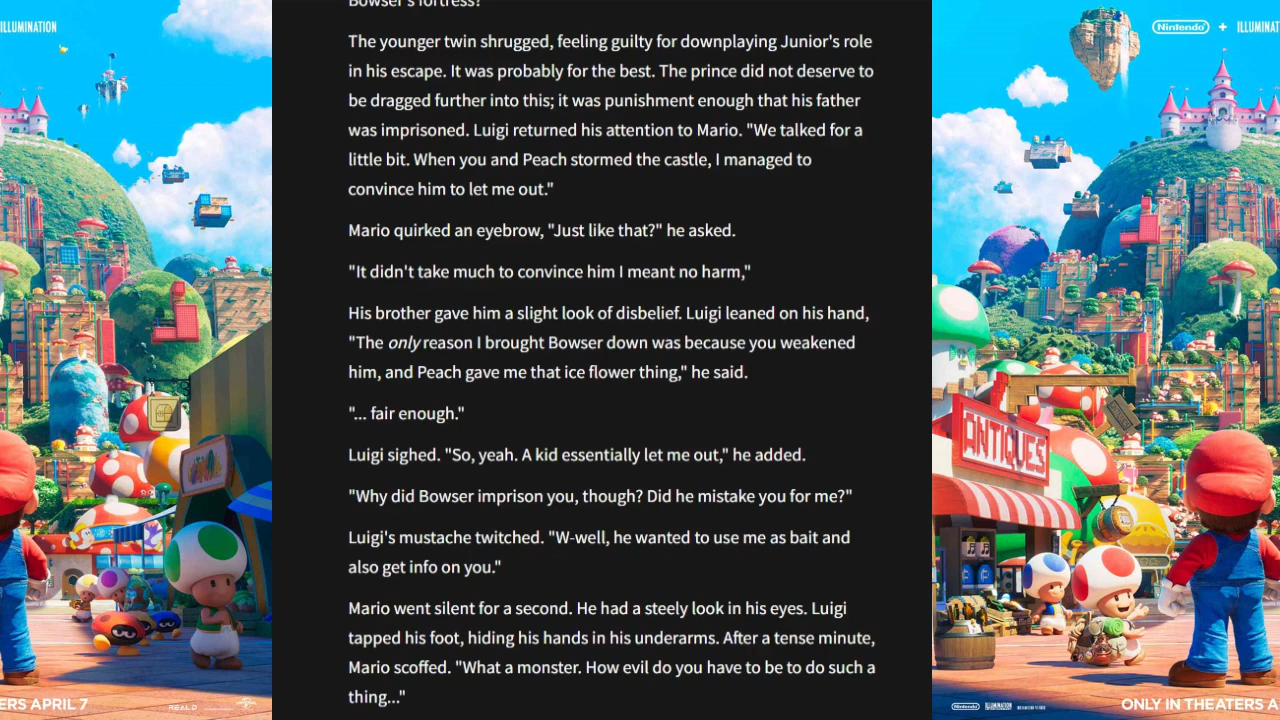 ILLUMINATION
Bowser's fortress?
The younger twin shrugged, feeling guilty for downplaying Junior's role
in his escape. It was probably for the best. The prince did not deserve to
be dragged further into this; it was punishment enough that his father
was imprisoned. Luigi returned his attention to Mario. "We talked for a
little bit. When you and Peach stormed the castle, I managed to
convince him to let me out."
Mario quirked an eyebrow, "Just like that?" he asked.
"It didn't take much to convince him I meant no harm,"
His brother gave him a slight look of disbelief. Luigi leaned on his hand,
"The only reason I brought Bowser down was because you weakened
him, and Peach gave me that ice flower thing," he said.
"... fair enough."
Luigi sighed. "So, yeah. A kid essentially let me out," he added.
"Why did Bowser imprison you, though? Did he mistake you for me?"
Luigi's mustache twitched. "W-well, he wanted to use me as bait and
also get info on you."
Mario went silent for a second. He had a steely look in his eyes. Luigi
tapped his foot, hiding his hands in his underarms. After a tense minute,
Mario scoffed. "What a monster. How evil do you have to be to do such a
thing..."
ERS APRIL 7
REALD
Nintendo + ILLUMINAT
ANTIQUES
Nintendo ILLUMINATION
ONLY IN THEATERS A